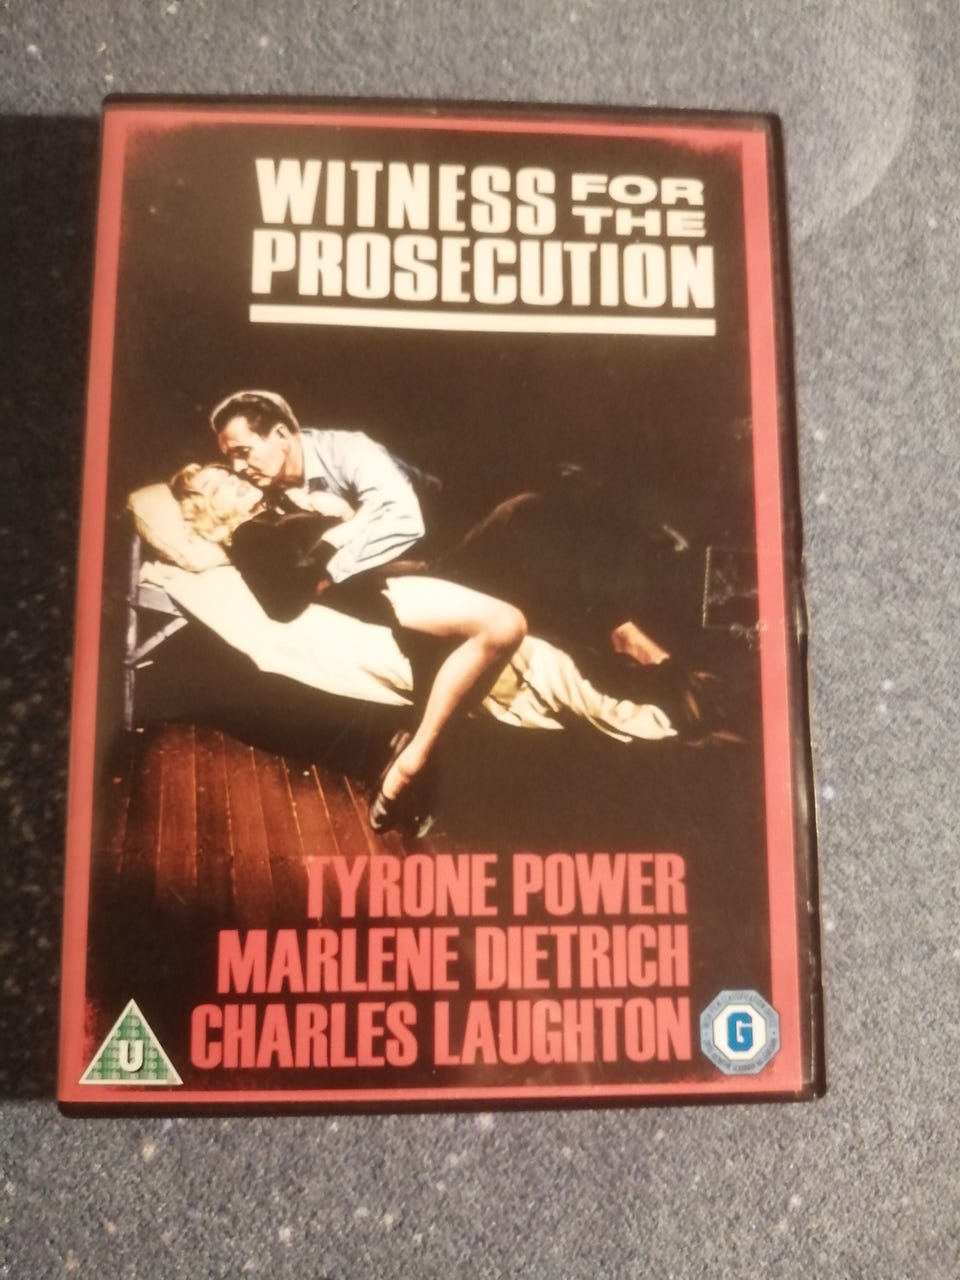 WITNESS FOR
THE
PROSECUTION
TYRONE POWER
MARLENE DIETRICH
CHARLES LAUGHTON
U
G